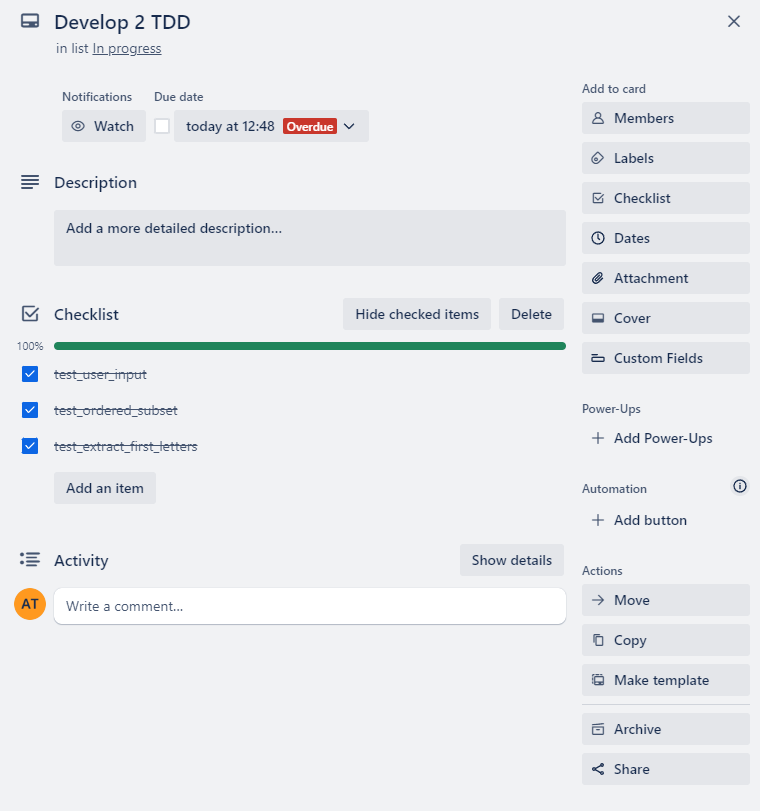 Develop 2 TDD
in list In progress
Notifications
Due date
Watch
today at 12:48 Overdue
Description
Add a more detailed description...
Checklist
Hide checked items
Delete
100%
test_user_input
test_ordered_subset
test_extract_first_letters
Add an item
Activity
Show details
AT
Write a comment...
Add to card
Members
Labels
Checklist
Dates
Attachment
Cover
Custom Fields
Power-Ups
Add Power-Ups
Automation
Add button
Actions
Move
Copy
Make template
Archive
Share